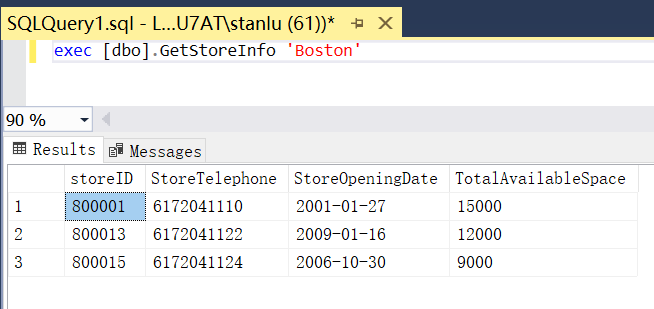 SQLQuery1.sql - L...U7AT\stanlu (61))*
exec [dbo].GetStoreInfo 'Boston'
90 %
Results Messages
storeID StoreTelephone StoreOpeningDate TotalAvailableSpace
1 800001 6172041110 2001-01-27 15000
2 800013 6172041122 2009-01-16 12000
3 800015 6172041124 2006-10-30 9000